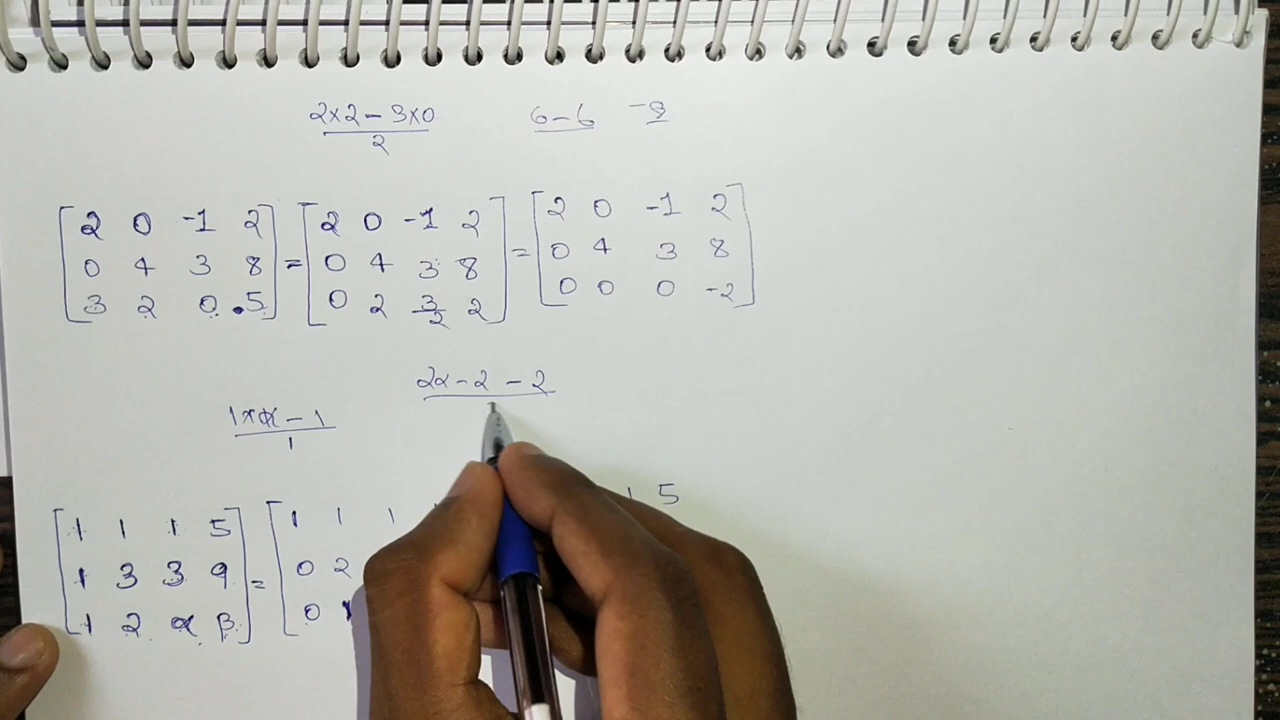 2×2 – 3×0 6 – 6 –8
2
2 0 -1 2 2 0 -1 2 2 0 -1 2
0 4 3 8 = 0 4 3 8 = 0 4 3 8
3 2 0 .5 0 2 3/2 2 0 0 0 -2
2α – 2 – 2
1×α – 1
1
1 1 1 5 1 1 1 1 5
1 3 3 9 = 0 2
1 2 α β 0